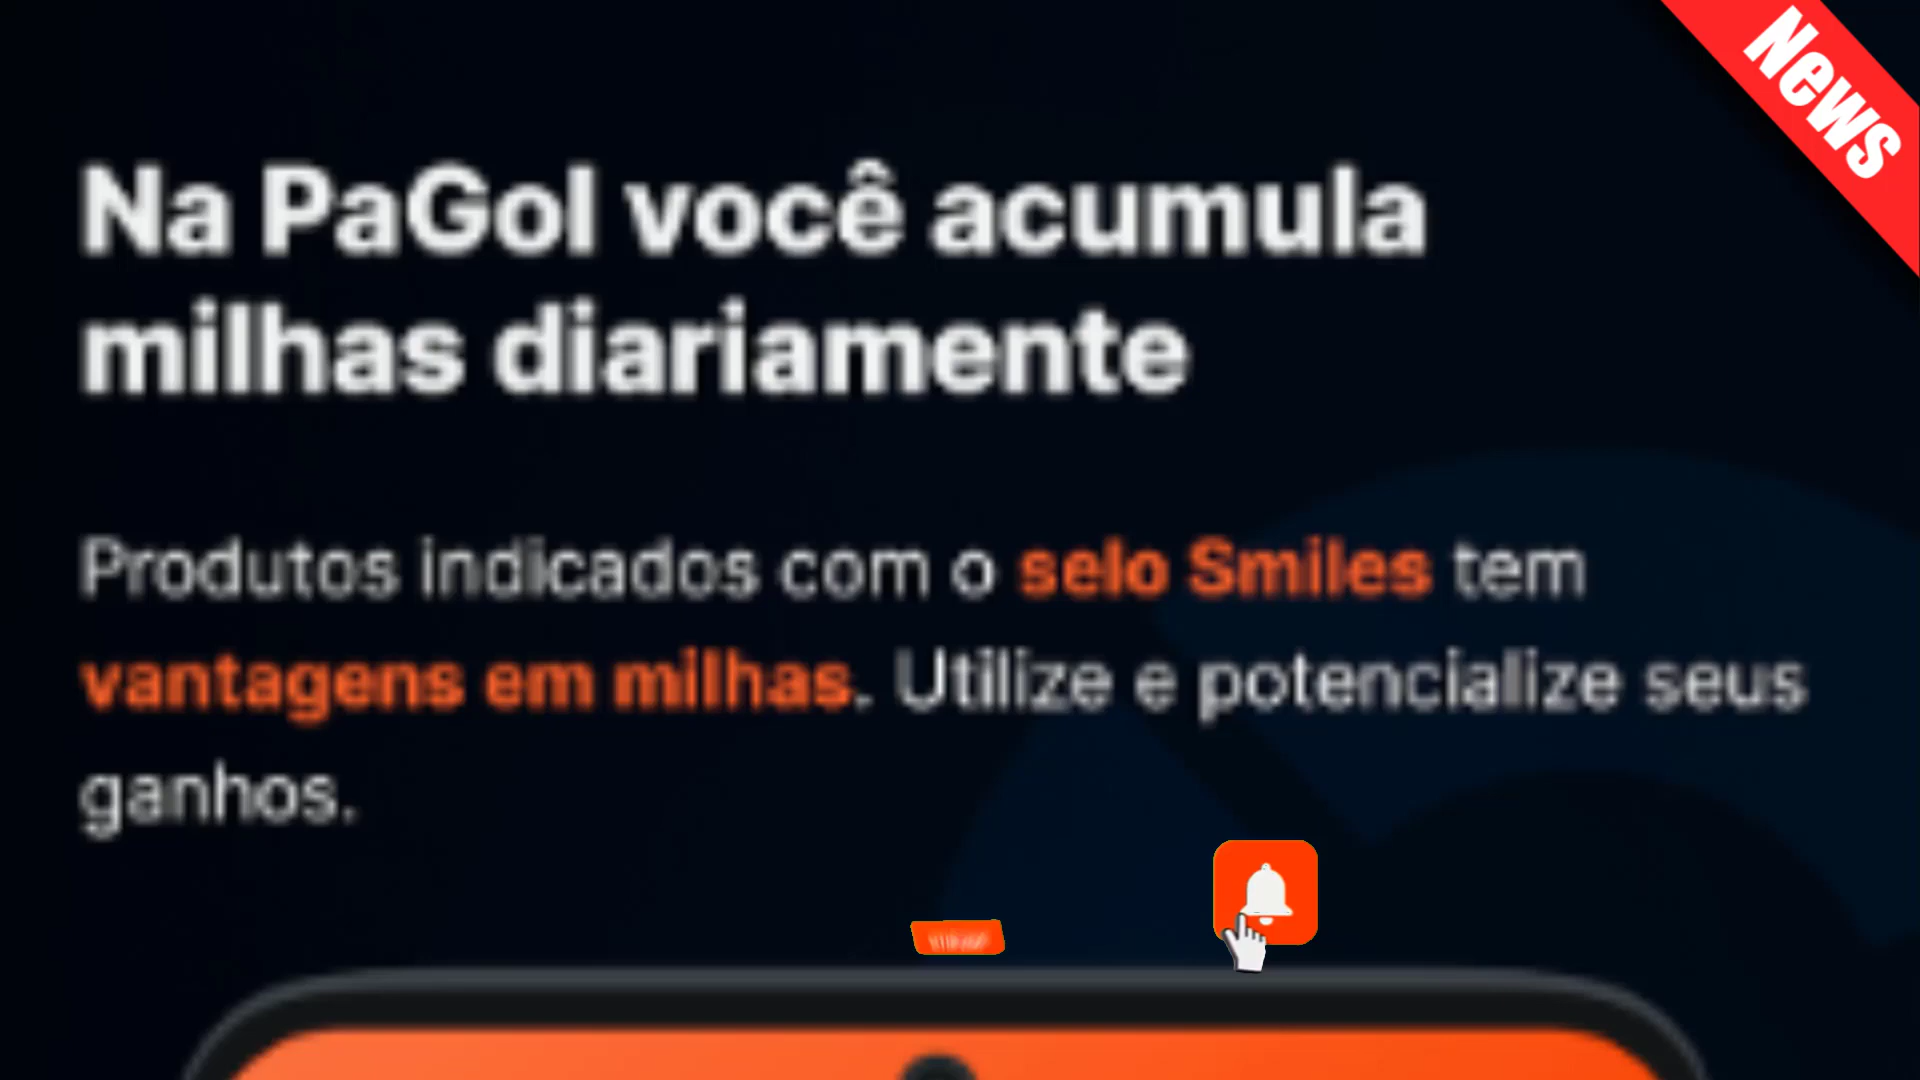 News
Na PaGol você acumula
milhas diariamente
Produtos indicados com o selo Smiles tem
vantagens em milhas. Utilize e potencialize seus
ganhos.